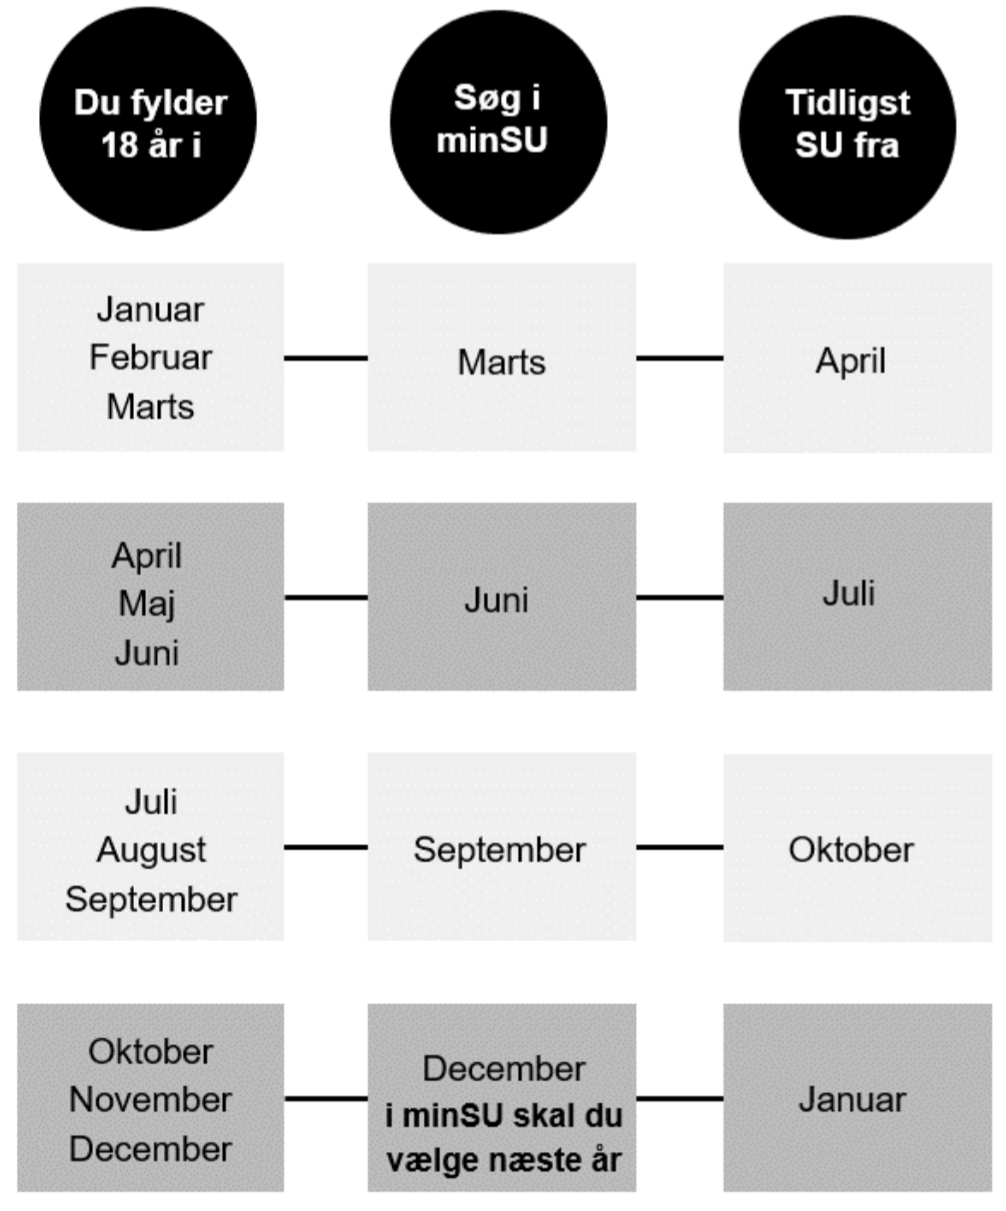 Du fylder
18 år i
Søg i
minSU
Tidligst
SU fra
Januar
Februar
Marts
Marts
April
April
Maj
Juni
Juni
Juli
Juli
August
September
September
Oktober
Oktober
November
December
December
i minSU skal du
vælge næste år
Januar